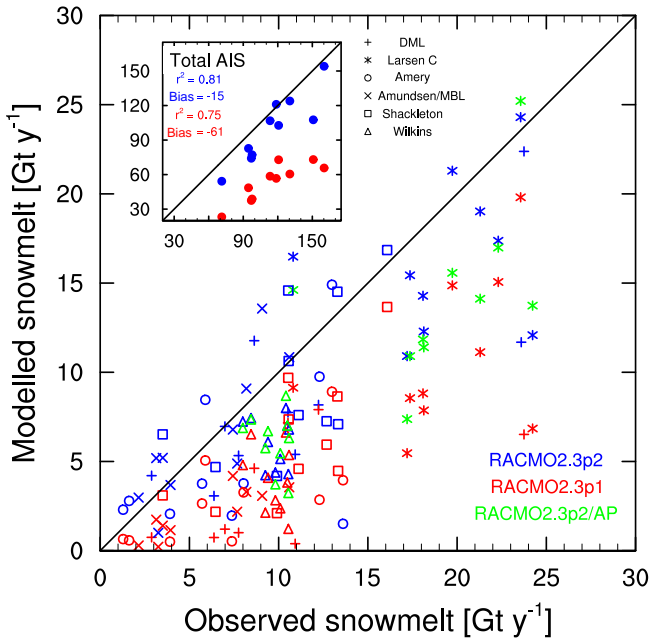 Total AIS
r² = 0.81
Bias = -15
r² = 0.75
Bias = -61
150
120
90
60
30
30 90 150
DML
Larsen C
Amery
Amundsen/MBL
Shackleton
Wilkins
RACMO2.3p2
RACMO2.3p1
RACMO2.3p2/AP
Modelled snowmelt [Gt y⁻¹]
30
25
20
15
10
5
0
0 5 10 15 20 25 30
Observed snowmelt [Gt y⁻¹]